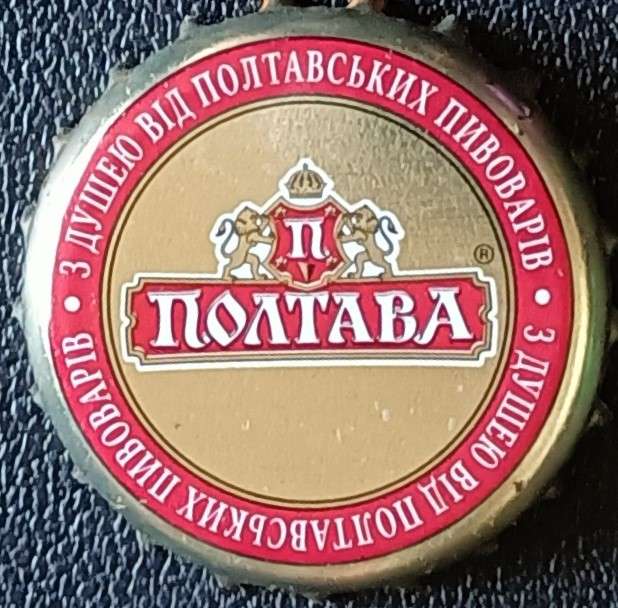 З ДУШЕЮ ВІД ПОЛТАВСЬКИХ ПИВОВАРІВ •
З ДУШЕЮ ВІД ПОЛТАВСЬКИХ ПИВОВАРІВ •
П
®
ПОЛТАВА